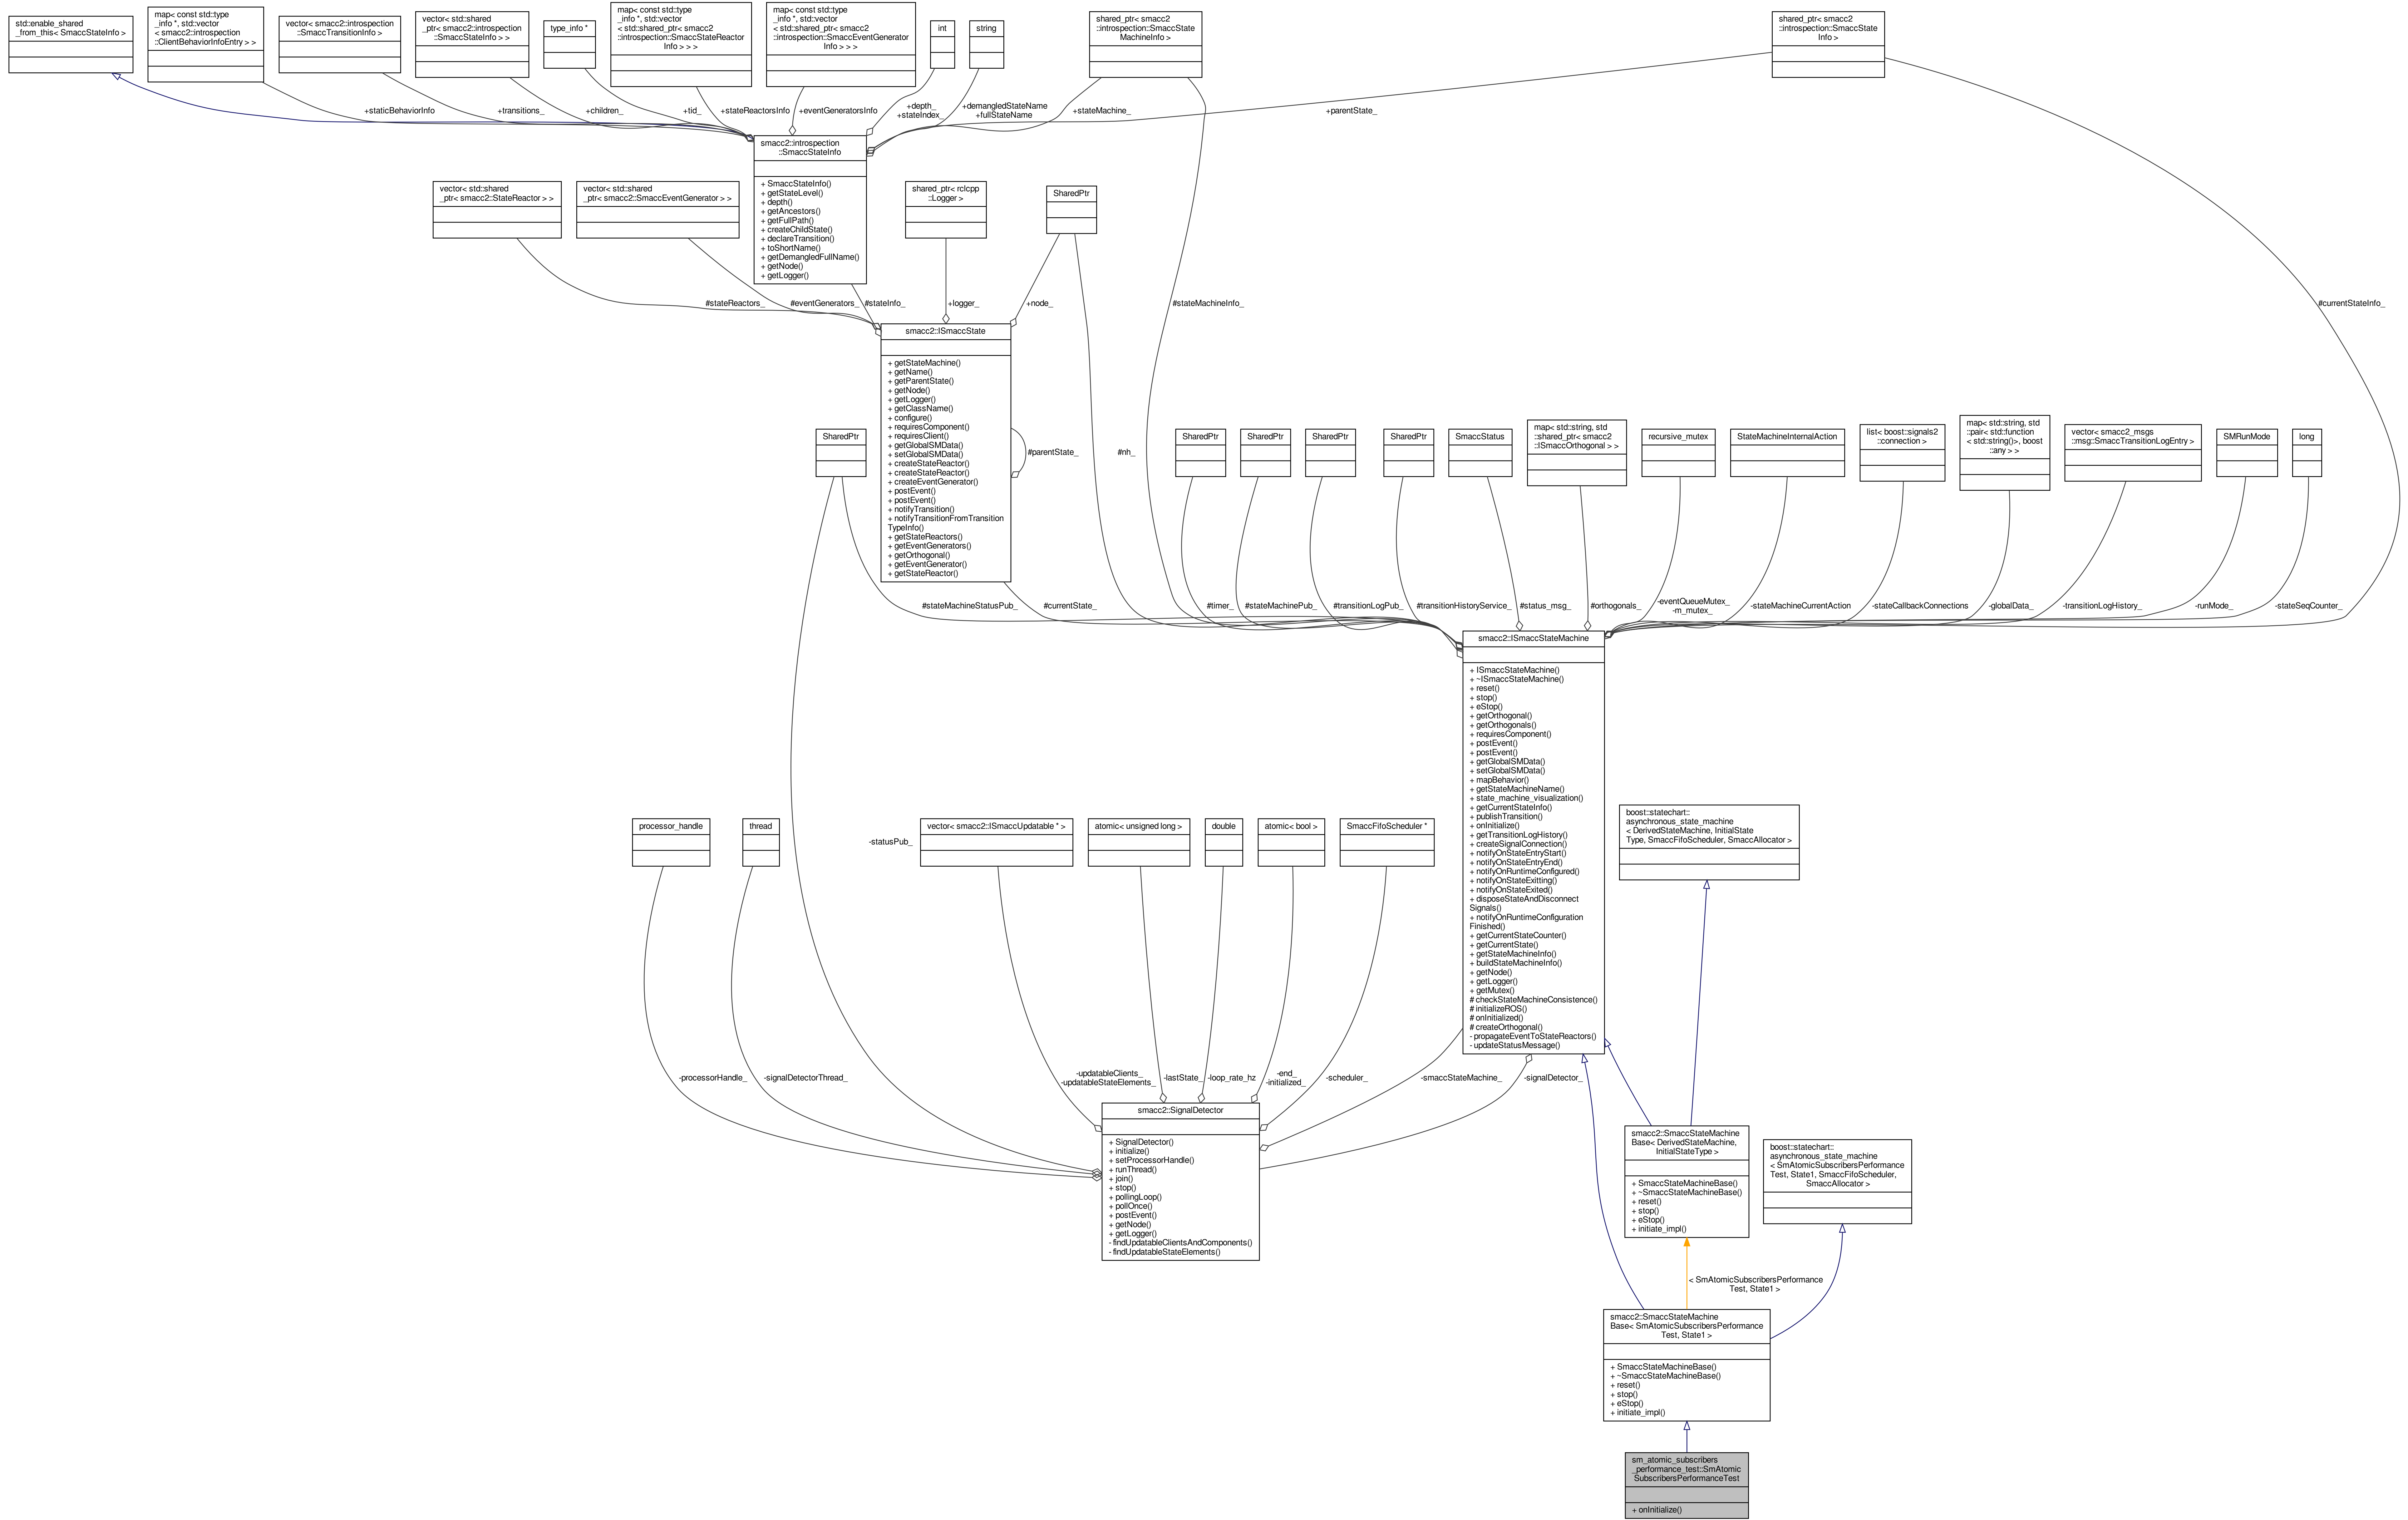 std::enable_shared
_from_this< SmaccStateInfo >
map< const std::type
_info *, std::vector
< smacc2::introspection
::ClientBehaviorInfoEntry > >
vector< smacc2::introspection
::SmaccTransitionInfo >
vector< std::shared
_ptr< smacc2::introspection
::SmaccStateInfo > >
type_info *
map< const std::type
_info *, std::vector
< std::shared_ptr< smacc2
::introspection::SmaccStateReactor
Info > > >
map< const std::type
_info *, std::vector
< std::shared_ptr< smacc2
::introspection::SmaccEventGenerator
Info > > >
int
string
shared_ptr< smacc2
::introspection::SmaccState
MachineInfo >
shared_ptr< smacc2
::introspection::SmaccState
Info >
+staticBehaviorInfo
+transitions_
+children_
+tid_
+stateReactorsInfo
+eventGeneratorsInfo
+depth_
+stateIndex_
+demangledStateName
+fullStateName
+stateMachine_
+parentState_
smacc2::introspection
::SmaccStateInfo
+ SmaccStateInfo()
+ getStateLevel()
+ depth()
+ getAncestors()
+ getFullPath()
+ createChildState()
+ declareTransition()
+ toShortName()
+ getDemangledFullName()
+ getNode()
+ getLogger()
vector< std::shared
_ptr< smacc2::StateReactor > >
vector< std::shared
_ptr< smacc2::SmaccEventGenerator > >
shared_ptr< rclcpp
::Logger >
SharedPtr
#stateReactors_
#eventGenerators_
#stateInfo_
+logger_
+node_
#stateMachineInfo_
#currentStateInfo_
smacc2::ISmaccState
+ getStateMachine()
+ getName()
+ getParentState()
+ getNode()
+ getLogger()
+ getClassName()
+ configure()
+ requiresComponent()
+ requiresClient()
+ getGlobalSMData()
+ setGlobalSMData()
+ createStateReactor()
+ createStateReactor()
+ createEventGenerator()
+ postEvent()
+ postEvent()
+ notifyTransition()
+ notifyTransitionFromTransition
TypeInfo()
+ getStateReactors()
+ getEventGenerators()
+ getOrthogonal()
+ getEventGenerator()
+ getStateReactor()
#parentState_
#nh_
SharedPtr
SharedPtr
SharedPtr
SharedPtr
SharedPtr
SmaccStatus
map< std::string, std
::shared_ptr< smacc2
::ISmaccOrthogonal > >
recursive_mutex
StateMachineInternalAction
list< boost::signals2
::connection >
map< std::string, std
::pair< std::function
< std::string()>, boost
::any > >
vector< smacc2_msgs
::msg::SmaccTransitionLogEntry >
SMRunMode
long
#stateMachineStatusPub_
#currentState_
#timer_
#stateMachinePub_
#transitionLogPub_
#transitionHistoryService_
#status_msg_
#orthogonals_
-eventQueueMutex_
-m_mutex_
-stateMachineCurrentAction
-stateCallbackConnections
-globalData_
-transitionLogHistory_
-runMode_
-stateSeqCounter_
smacc2::ISmaccStateMachine
+ ISmaccStateMachine()
+ ~ISmaccStateMachine()
+ reset()
+ stop()
+ eStop()
+ getOrthogonal()
+ getOrthogonals()
+ requiresComponent()
+ postEvent()
+ postEvent()
+ getGlobalSMData()
+ setGlobalSMData()
+ mapBehavior()
+ getStateMachineName()
+ state_machine_visualization()
+ getCurrentStateInfo()
+ publishTransition()
+ onInitialize()
+ getTransitionLogHistory()
+ createSignalConnection()
+ notifyOnStateEntryStart()
+ notifyOnStateEntryEnd()
+ notifyOnRuntimeConfigured()
+ notifyOnStateExitting()
+ notifyOnStateExited()
+ disposeStateAndDisconnect
Signals()
+ notifyOnRuntimeConfiguration
Finished()
+ getCurrentStateCounter()
+ getCurrentState()
+ getStateMachineInfo()
+ buildStateMachineInfo()
+ getNode()
+ getLogger()
+ getMutex()
# checkStateMachineConsistence()
# initializeROS()
# onInitialized()
# createOrthogonal()
- propagateEventToStateReactors()
- updateStatusMessage()
processor_handle
thread
-statusPub_
vector< smacc2::ISmaccUpdatable * >
atomic< unsigned long >
double
atomic< bool >
SmaccFifoScheduler *
boost::statechart::
asynchronous_state_machine
< DerivedStateMachine, InitialState
Type, SmaccFifoScheduler, SmaccAllocator >
-processorHandle_
-signalDetectorThread_
-updatableClients_
-updatableStateElements_
-lastState_
-loop_rate_hz
-end_
-initialized_
-scheduler_
-smaccStateMachine_
-signalDetector_
smacc2::SignalDetector
+ SignalDetector()
+ initialize()
+ setProcessorHandle()
+ runThread()
+ join()
+ stop()
+ pollingLoop()
+ pollOnce()
+ postEvent()
+ getNode()
+ getLogger()
- findUpdatableClientsAndComponents()
- findUpdatableStateElements()
smacc2::SmaccStateMachine
Base< DerivedStateMachine,
InitialStateType >
+ SmaccStateMachineBase()
+ ~SmaccStateMachineBase()
+ reset()
+ stop()
+ eStop()
+ initiate_impl()
boost::statechart::
asynchronous_state_machine
< SmAtomicSubscribersPerformance
Test, State1, SmaccFifoScheduler,
SmaccAllocator >
< SmAtomicSubscribersPerformance
Test, State1 >
smacc2::SmaccStateMachine
Base< SmAtomicSubscribersPerformance
Test, State1 >
+ SmaccStateMachineBase()
+ ~SmaccStateMachineBase()
+ reset()
+ stop()
+ eStop()
+ initiate_impl()
sm_atomic_subscribers
_performance_test::SmAtomic
SubscribersPerformanceTest
+ onInitialize()